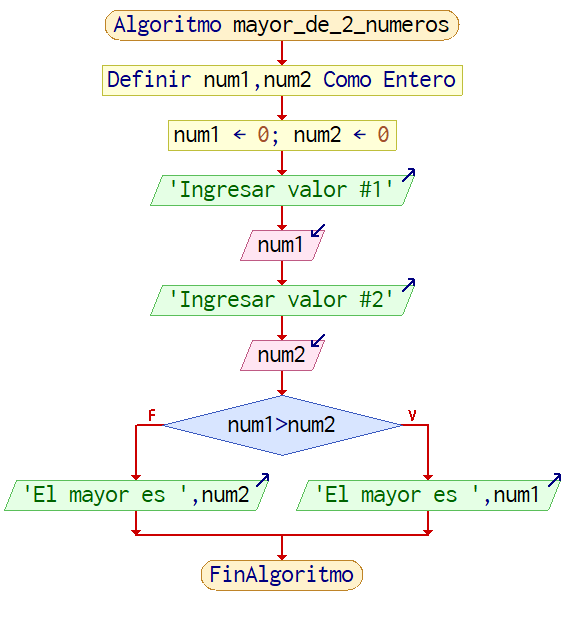 Algoritmo mayor_de_2_numeros
Definir num1,num2 Como Entero
num1 ← 0; num2 ← 0
'Ingresar valor #1'
num1
'Ingresar valor #2'
num2
num1>num2
F
V
'El mayor es ',num2
'El mayor es ',num1
FinAlgoritmo